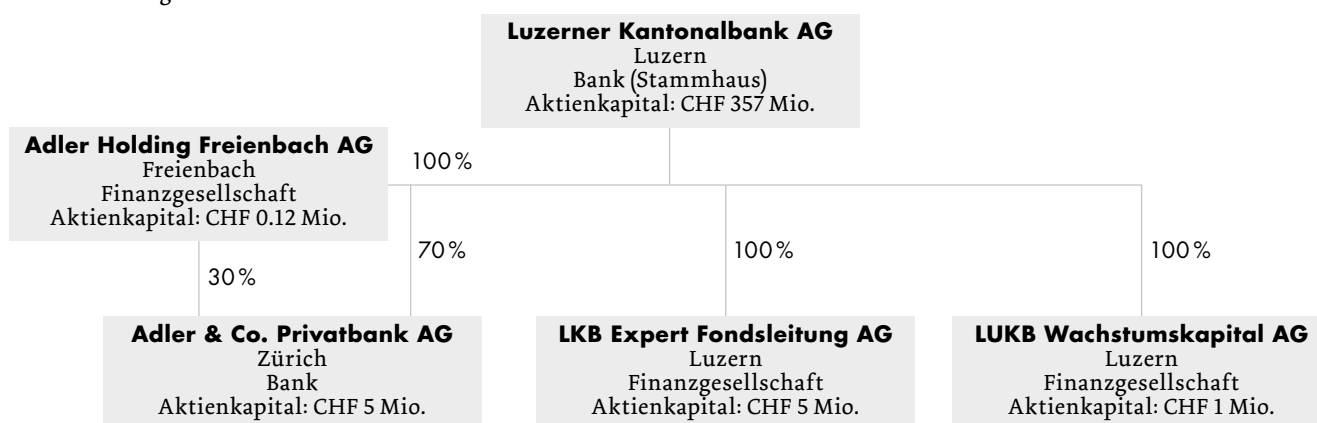 Luzerner Kantonalbank AG
Luzern
Bank (Stammhaus)
Aktienkapital: CHF 357 Mio.
Adler Holding Freienbach AG
Freienbach
Finanzgesellschaft
Aktienkapital: CHF 0.12 Mio.
100%
70%
100%
100%
30%
Adler & Co. Privatbank AG
Zürich
Bank
Aktienkapital: CHF 5 Mio.
LKB Expert Fondsleitung AG
Luzern
Finanzgesellschaft
Aktienkapital: CHF 5 Mio.
LUKB Wachstumskapital AG
Luzern
Finanzgesellschaft
Aktienkapital: CHF 1 Mio.